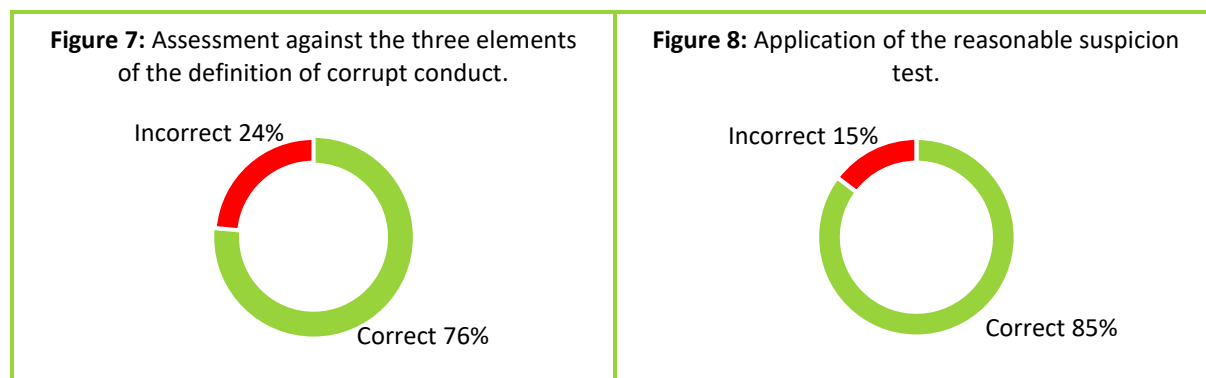 Figure 7: Assessment against the three elements
of the definition of corrupt conduct.
Incorrect 24%
Correct 76%
Figure 8: Application of the reasonable suspicion
test.
Incorrect 15%
Correct 85%